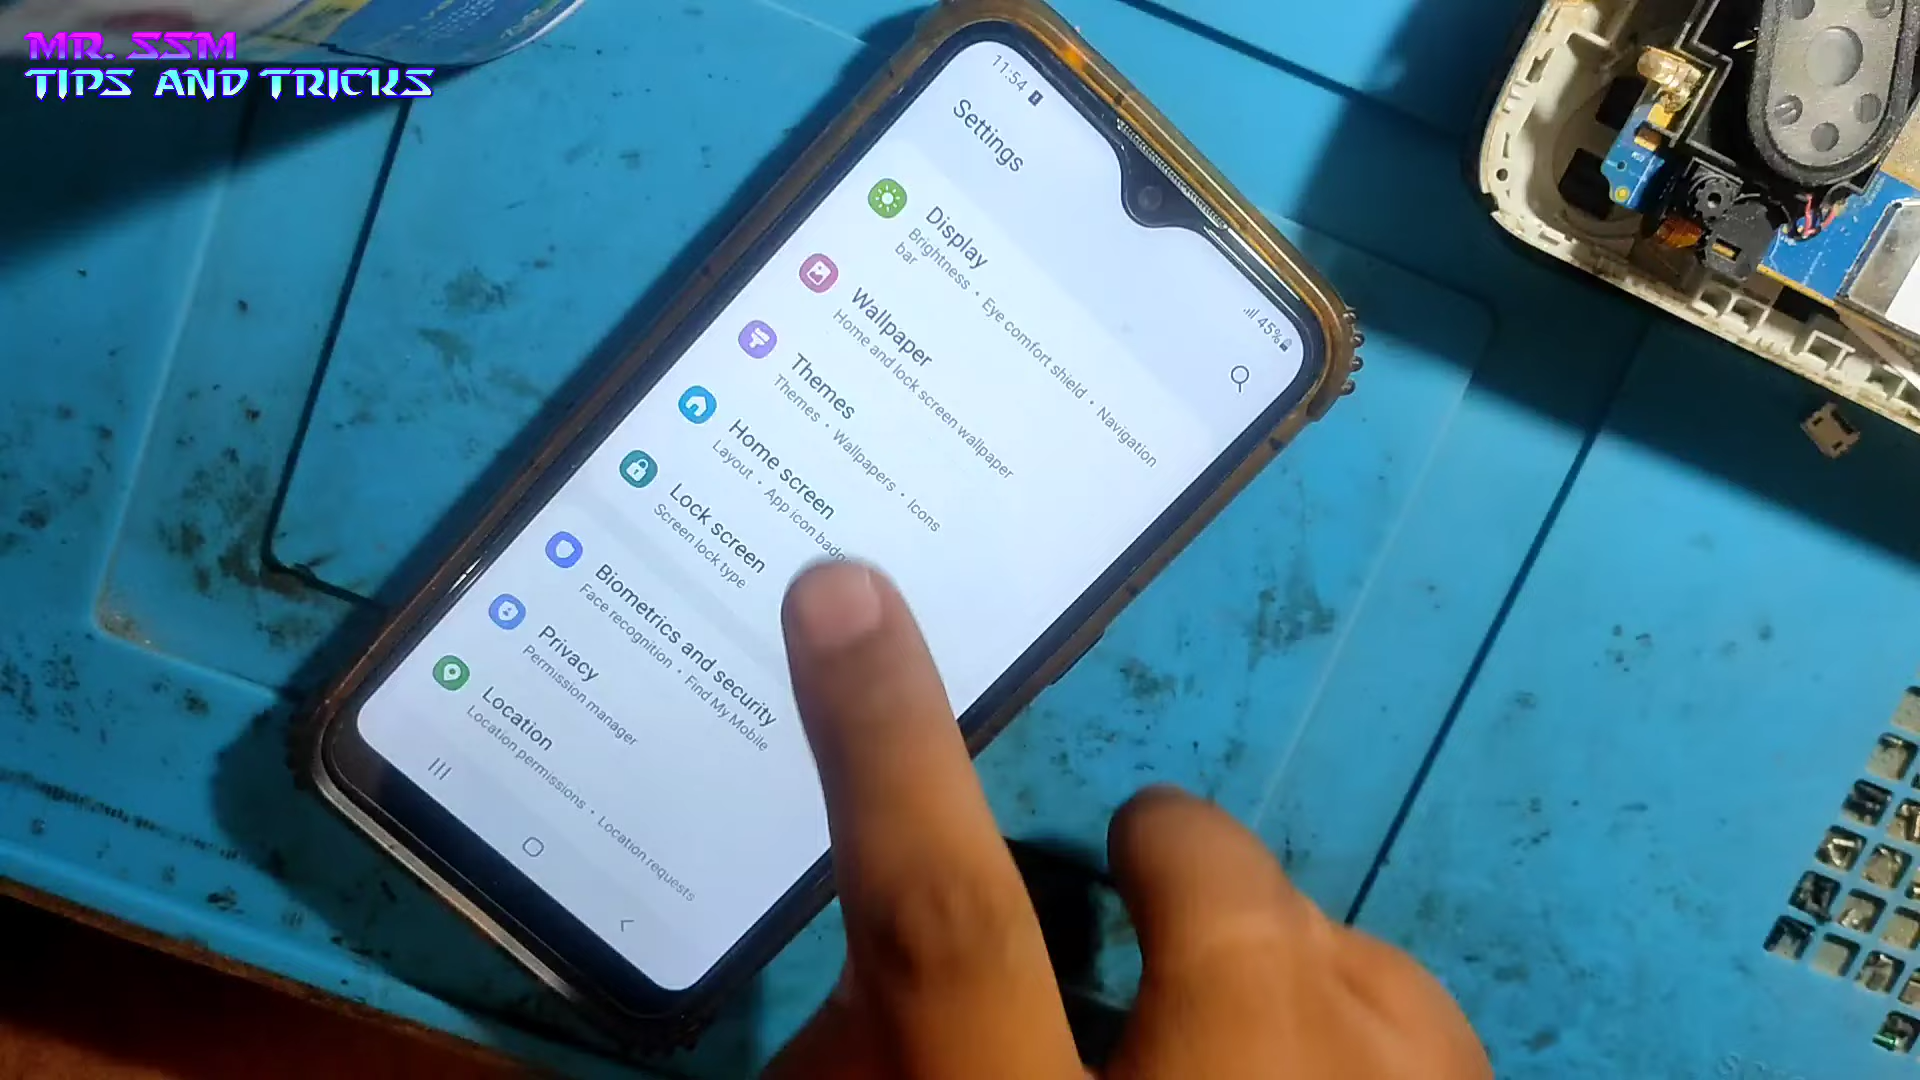 MR. SSM
TIPS AND TRICKS
11:54
45%
Settings
Display
Brightness • Eye comfort shield • Navigation
bar
Wallpaper
Home and lock screen wallpaper
Themes
Themes • Wallpapers • Icons
Home screen
Layout • App icon
Lock screen
Screen lock type
Biometrics and security
Face recognition • Find My Mobile
Privacy
Permission manager
Location
Location permissions • Location requests